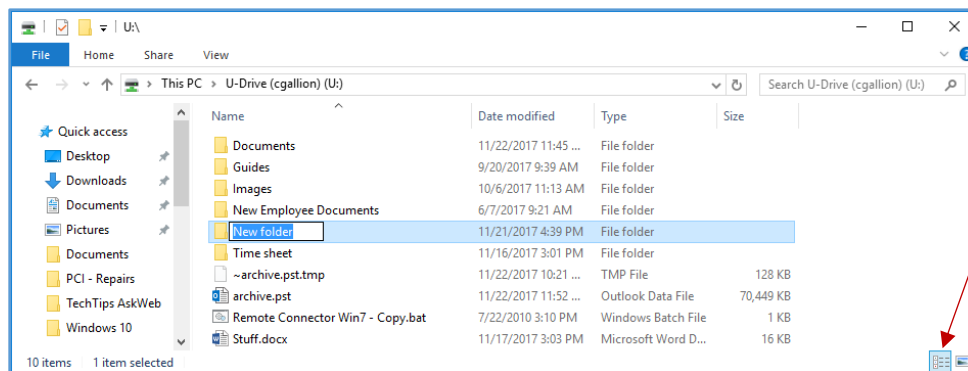 U:\
File Home Share View
This PC > U-Drive (cgallion) (U:) Search U-Drive (cgallion) (U:)
Name Date modified Type Size
Quick access
Desktop
Downloads
Documents
Pictures
Documents
PCI - Repairs
TechTips AskWeb
Windows 10
Documents 11/22/2017 11:45 ... File folder
Guides 9/20/2017 9:39 AM File folder
Images 10/6/2017 11:13 AM File folder
New Employee Documents 6/7/2017 9:21 AM File folder
New folder 11/21/2017 4:39 PM File folder
Time sheet 11/16/2017 3:01 PM File folder
~archive.pst.tmp 11/22/2017 10:21 ... TMP File 128 KB
archive.pst 11/22/2017 11:52 ... Outlook Data File 70,449 KB
Remote Connector Win7 - Copy.bat 7/22/2010 3:10 PM Windows Batch File 1 KB
Stuff.docx 11/17/2017 3:03 PM Microsoft Word D... 16 KB
10 items 1 item selected